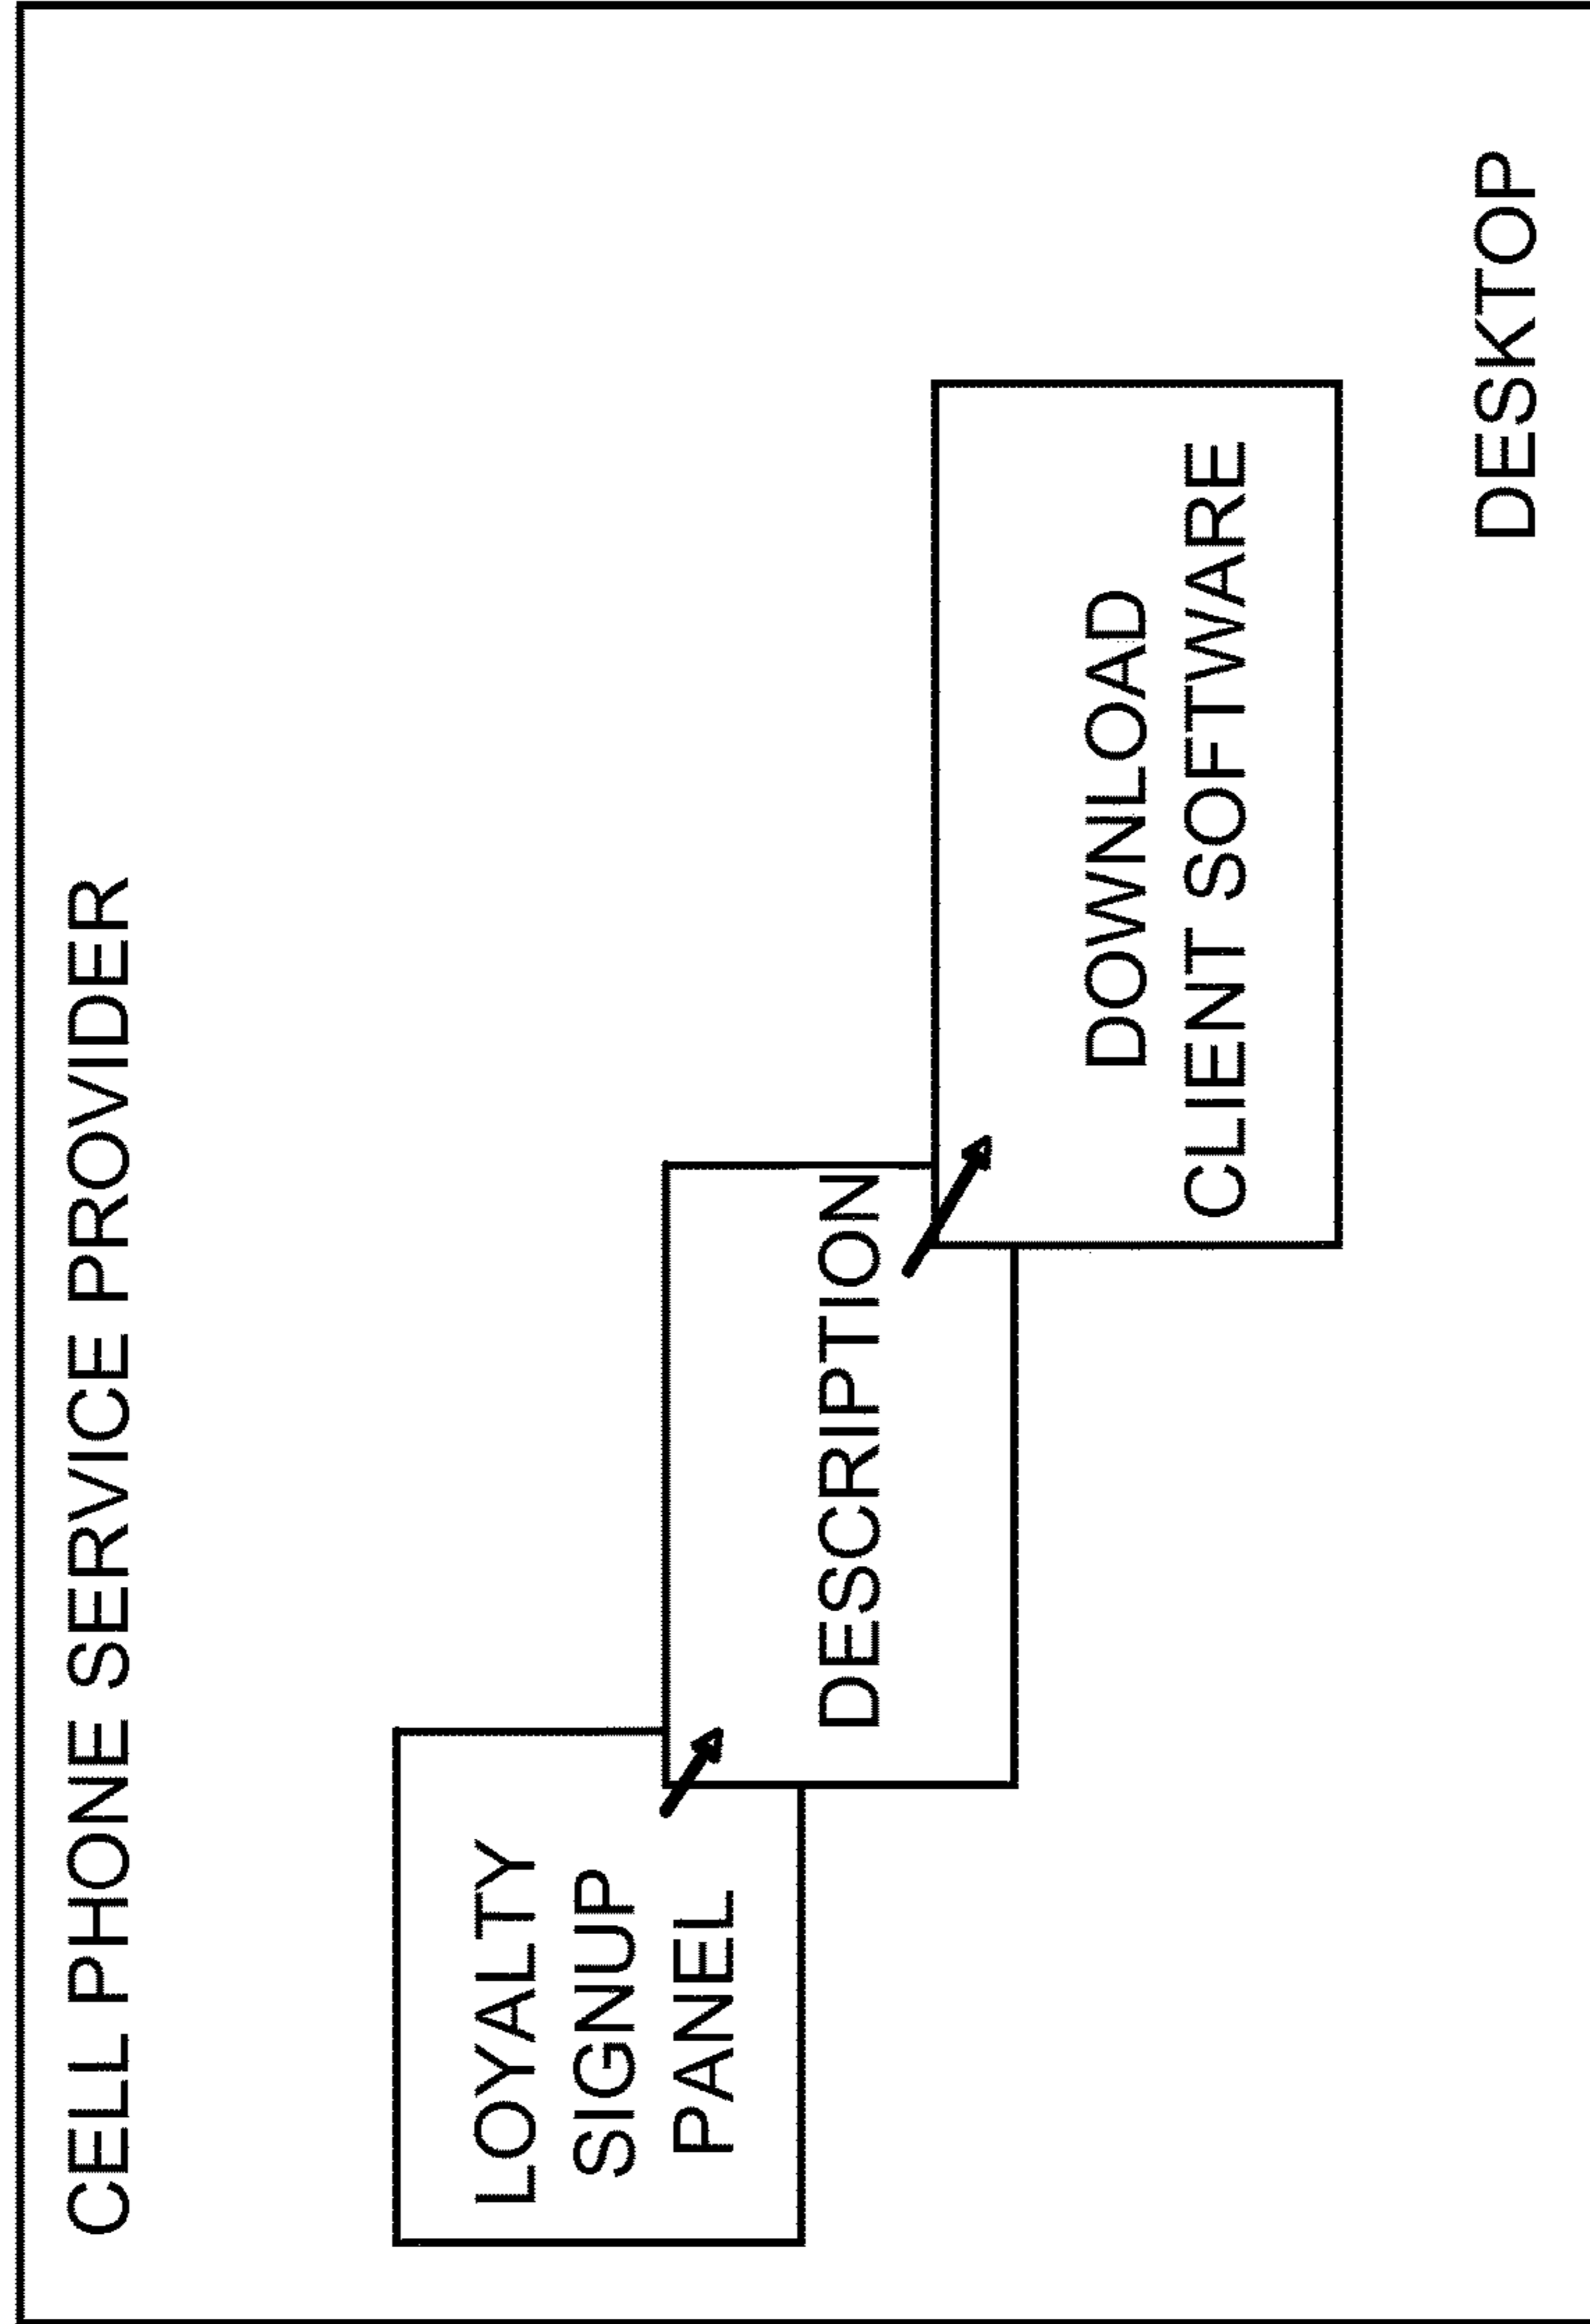 CELL PHONE SERVICE PROVIDER
LOYALTY
SIGNUP
PANEL
DESCRIPTION
DOWNLOAD
CLIENT SOFTWARE
DESKTOP